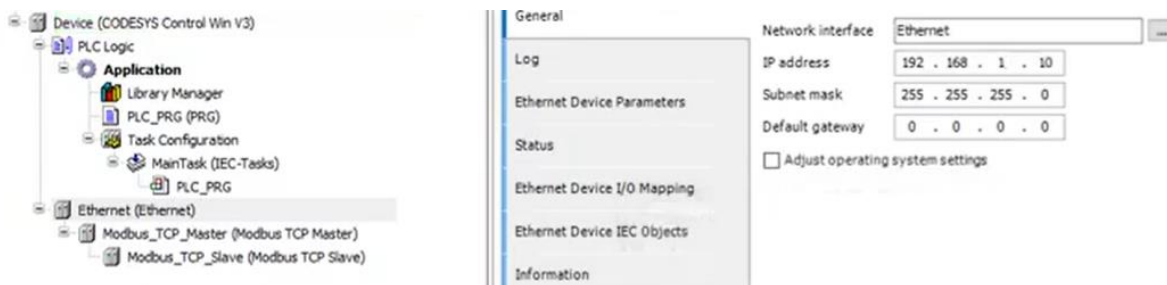 Device (CODESYS Control Win V3)
PLC Logic
Application
Library Manager
PLC_PRG (PRG)
Task Configuration
MainTask (IEC-Tasks)
PLC_PRG
Ethernet (Ethernet)
Modbus_TCP_Master (Modbus TCP Master)
Modbus_TCP_Slave (Modbus TCP Slave)
General
Log
Ethernet Device Parameters
Status
Ethernet Device I/O Mapping
Ethernet Device IEC Objects
Information
Network interface Ethernet ...
IP address 192 . 168 . 1 . 10
Subnet mask 255 . 255 . 255 . 0
Default gateway 0 . 0 . 0 . 0
Adjust operating system settings